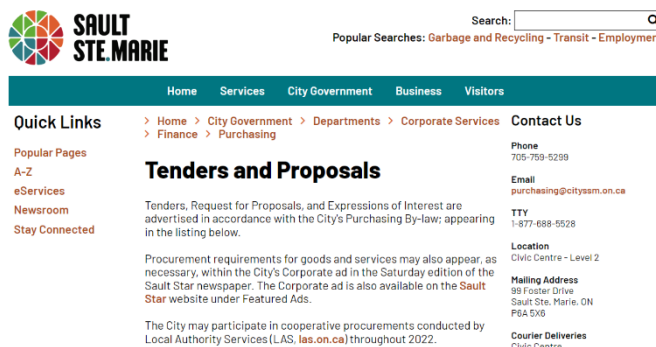 SAULT
STE.MARIE
Search:
Popular Searches: Garbage and Recycling - Transit - Employmen
Home Services City Government Business Visitors
Quick Links
Popular Pages
A-Z
eServices
Newsroom
Stay Connected
> Home > City Government > Departments > Corporate Services
> Finance > Purchasing
Tenders and Proposals
Tenders, Request for Proposals, and Expressions of Interest are
advertised in accordance with the City's Purchasing By-law; appearing
in the listing below.
Procurement requirements for goods and services may also appear, as
necessary, within the City's Corporate ad in the Saturday edition of the
Sault Star newspaper. The Corporate ad is also available on the Sault
Star website under Featured Ads.
The City may participate in cooperative procurements conducted by
Local Authority Services (LAS, las.on.ca) throughout 2022.
Contact Us
Phone
705-759-5299
Email
purchasing@cityssm.on.ca
TTY
1-877-688-5528
Location
Civic Centre - Level 2
Mailing Address
99 Foster Drive
Sault Ste. Marie, ON
P6A 5X6
Courier Deliveries
Civic Centre